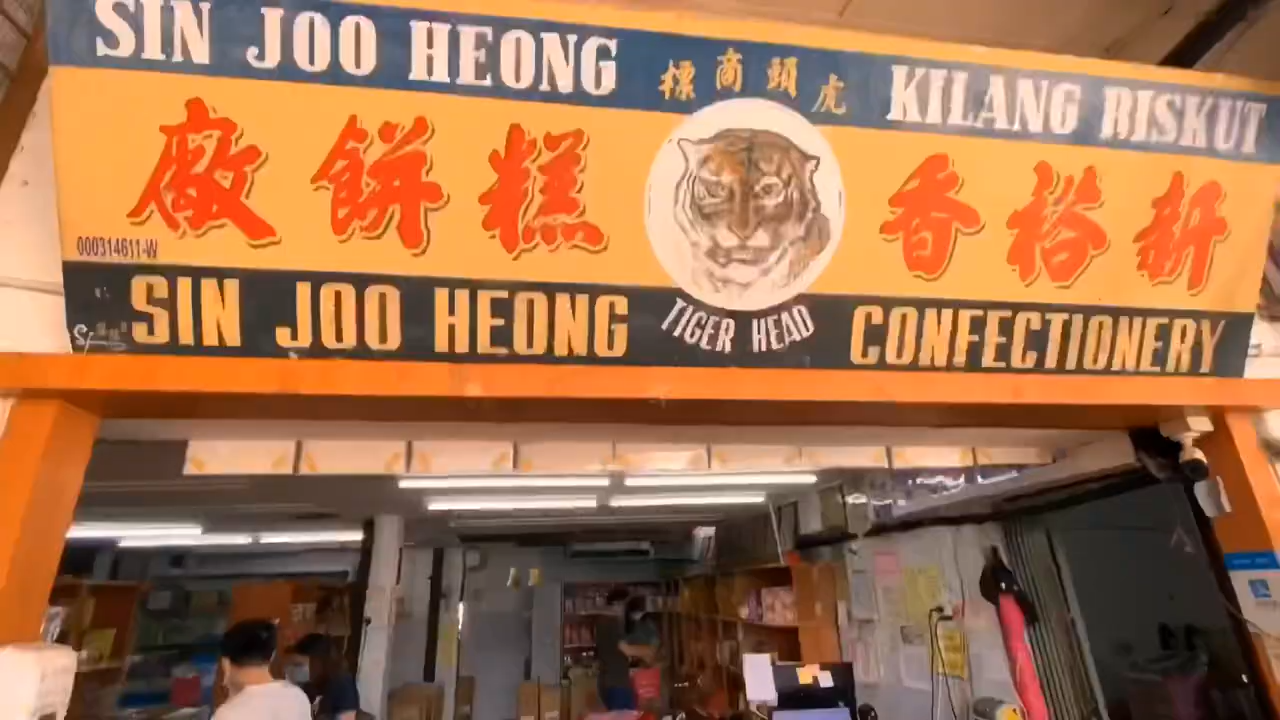 SIN JOO HEONG
虎頭商標
KILANG BISKUT
新裕香 糕餅廠
000314611-W
SIN JOO HEONG
TIGER HEAD
CONFECTIONERY